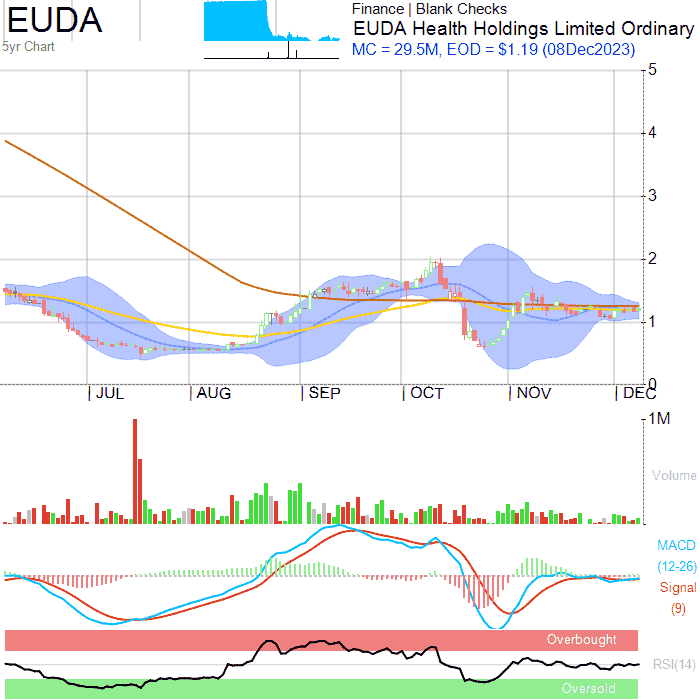 EUDA
5yr Chart
Finance | Blank Checks
EUDA Health Holdings Limited Ordinary
MC = 29.5M, EOD = $1.19 (08Dec2023)
5
4
3
2
1
0
JUL AUG SEP OCT NOV DEC
1M
Volume
MACD
(12-26)
Signal
(9)
Overbought
RSI(14)
Oversold